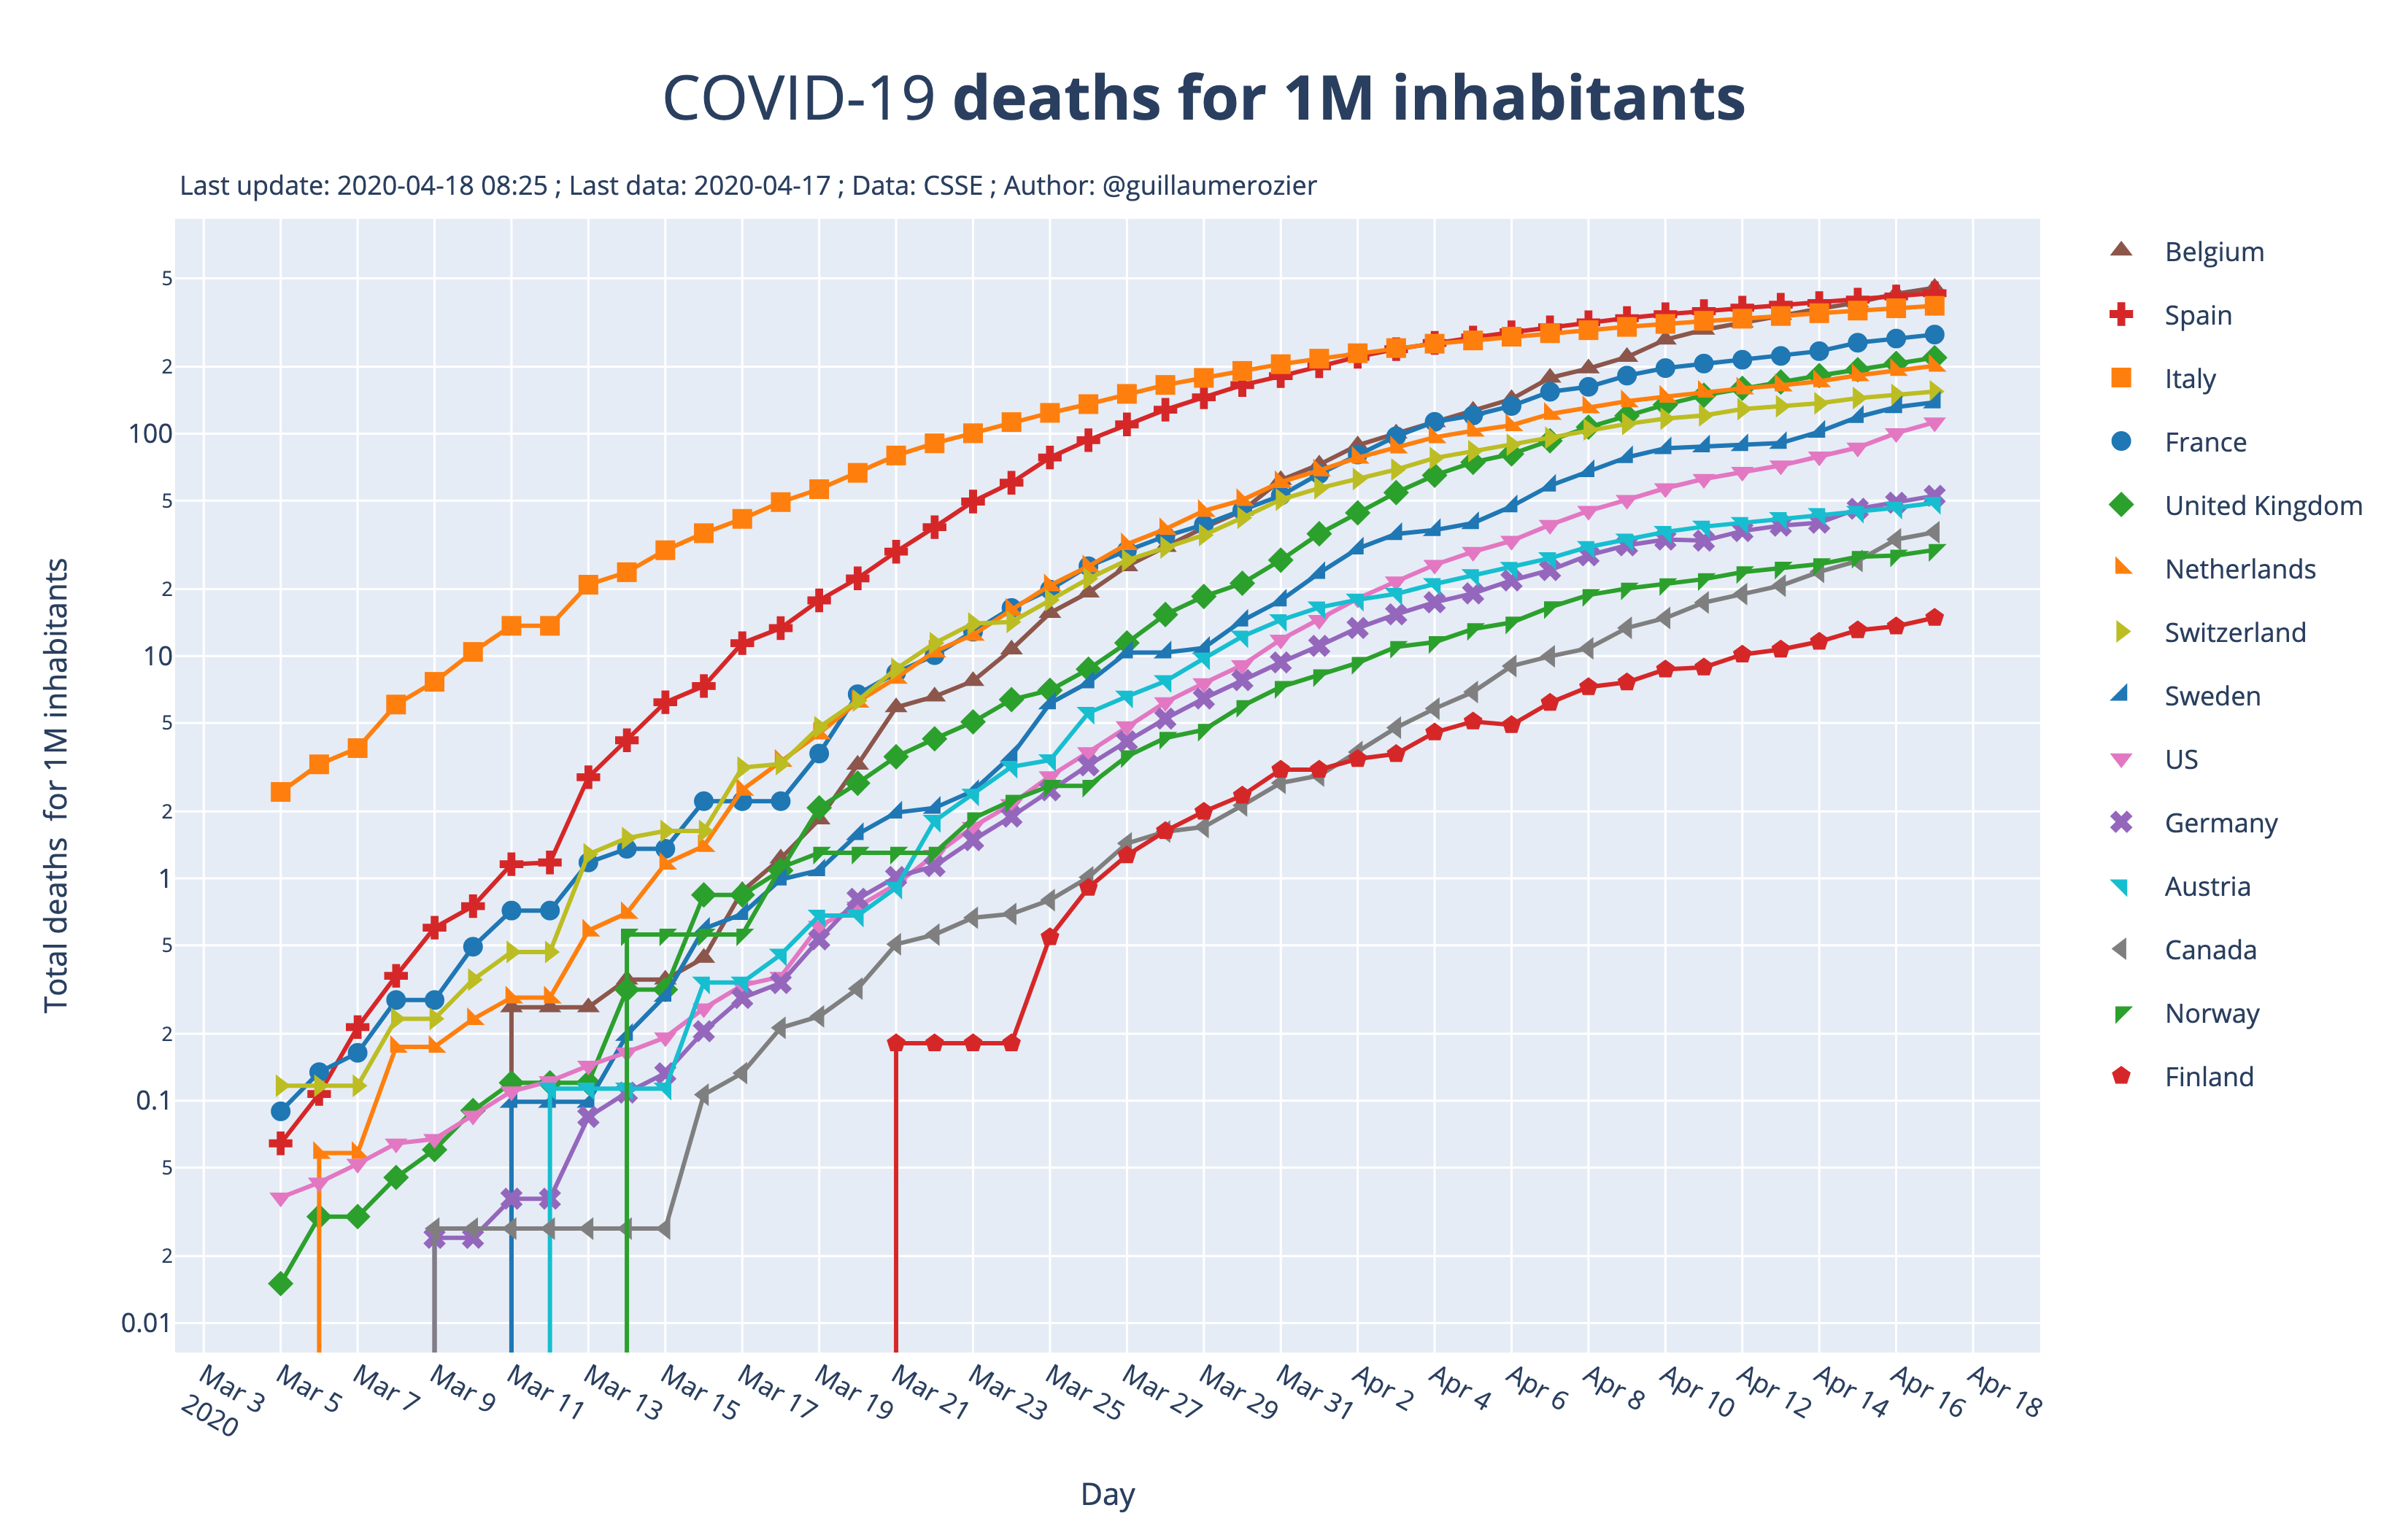 COVID-19 deaths for 1M inhabitants
Last update: 2020-04-18 08:25 ; Last data: 2020-04-17 ; Data: CSSE ; Author: @guillaumerozier
Total deaths for 1M inhabitants
5
2
100
5
2
10
5
2
1
5
2
0.1
5
2
0.01
Mar 3
2020
Mar 5
Mar 7
Mar 9
Mar 11
Mar 13
Mar 15
Mar 17
Mar 19
Mar 21
Mar 23
Mar 25
Mar 27
Mar 29
Mar 31
Apr 2
Apr 4
Apr 6
Apr 8
Apr 10
Apr 12
Apr 14
Apr 16
Apr 18
Day
Belgium
Spain
Italy
France
United Kingdom
Netherlands
Switzerland
Sweden
US
Germany
Austria
Canada
Norway
Finland